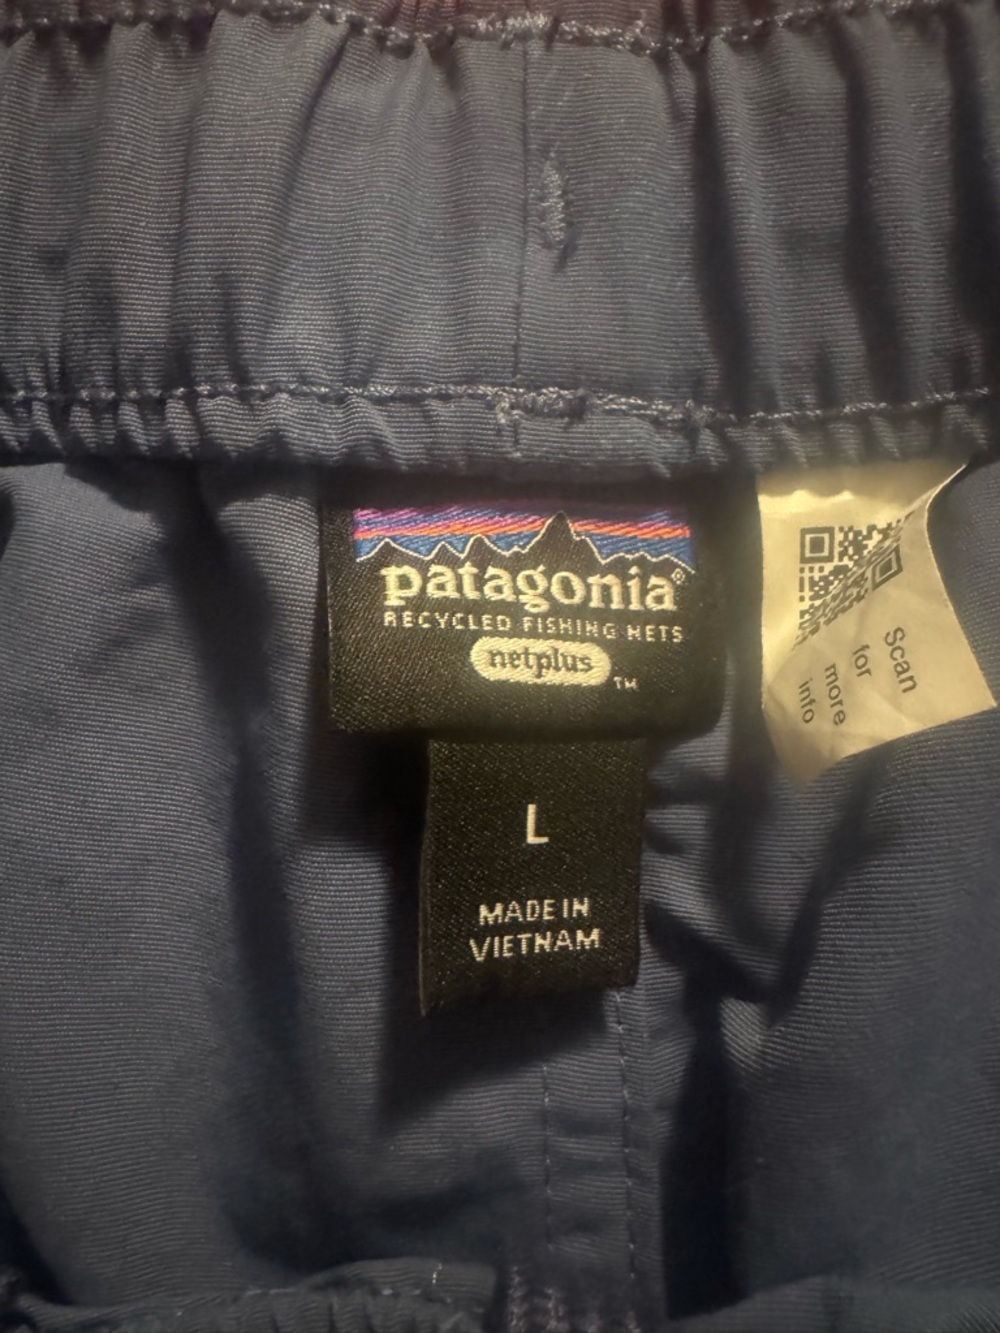 patagonia®
RECYCLED FISHING NETS
netplus
TM
L
MADE IN
VIETNAM
Scan
for
more
info